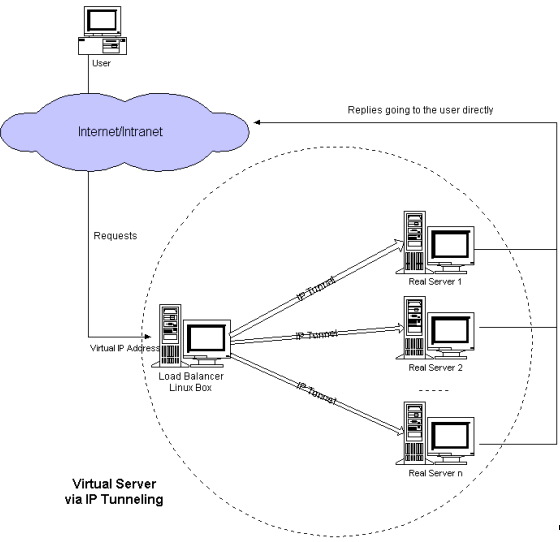 User
Internet/Intranet
Replies going to the user directly
Requests
IP Tunnel
Real Server 1
IP Tunnel
Virtual IP Address
Real Server 2
Load Balancer
Linux Box
IP Tunnel
Real Server n
Virtual Server
via IP Tunneling